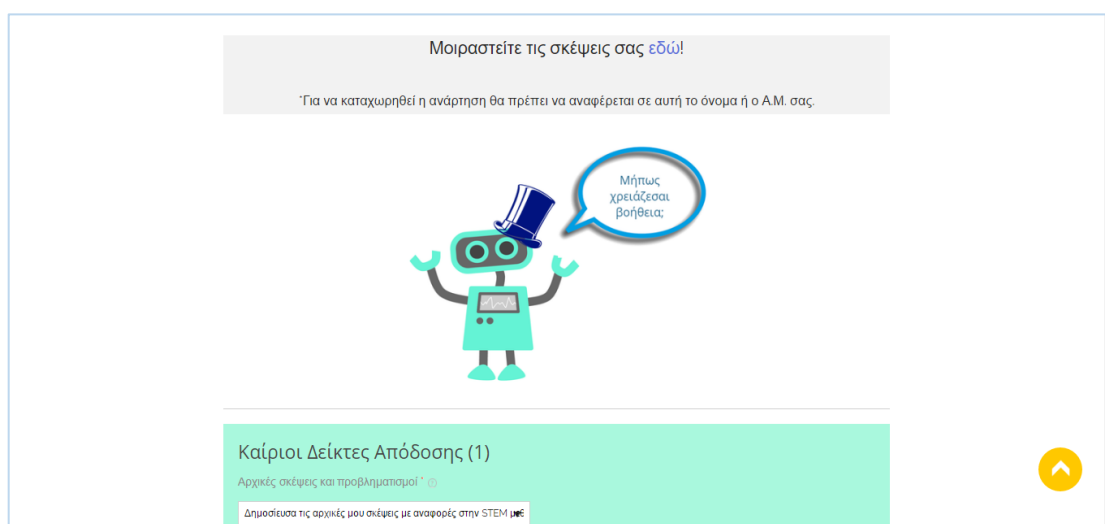 Μοιραστείτε τις σκέψεις σας εδώ!
*Για να καταχωρηθεί η ανάρτηση θα πρέπει να αναφέρεται σε αυτή το όνομα ή ο Α.Μ. σας.
Μήπως
χρειάζεσαι
βοήθεια;
Καίριοι Δείκτες Απόδοσης (1)
Αρχικές σκέψεις και προβληματισμοί *
Δημοσίευσα τις αρχικές μου σκέψεις με αναφορές στην STEM